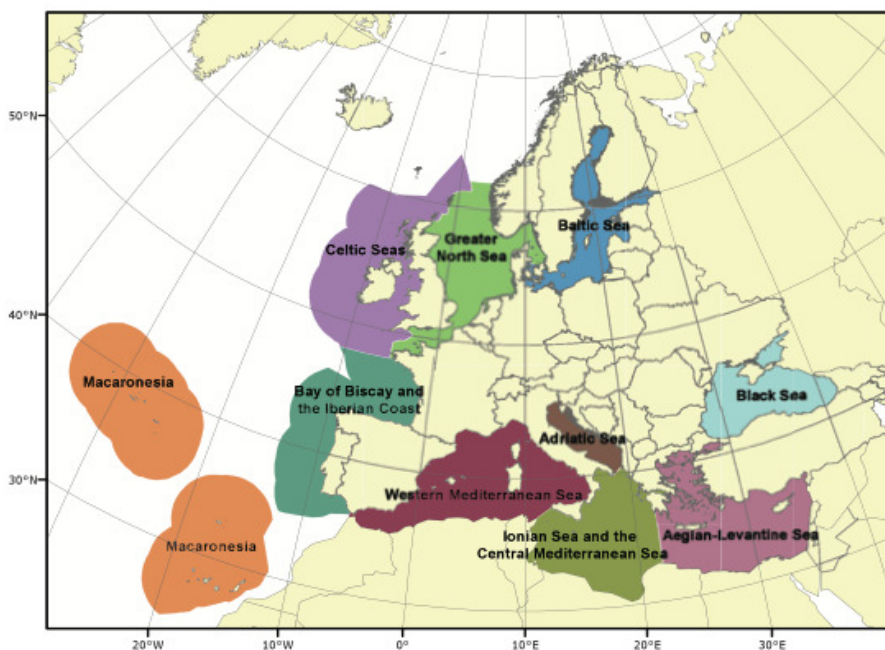 50°N
40°N
30°N
Celtic Seas
Greater
North Sea
Baltic Sea
Macaronesia
Bay of Biscay and
the Iberian Coast
Black Sea
Adriatic Sea
Western Mediterranean Sea
Macaronesia
Ionian Sea and the
Central Mediterranean Sea
Aegian-Levantine Sea
20°W
10°W
0°
10°E
20°E
30°E